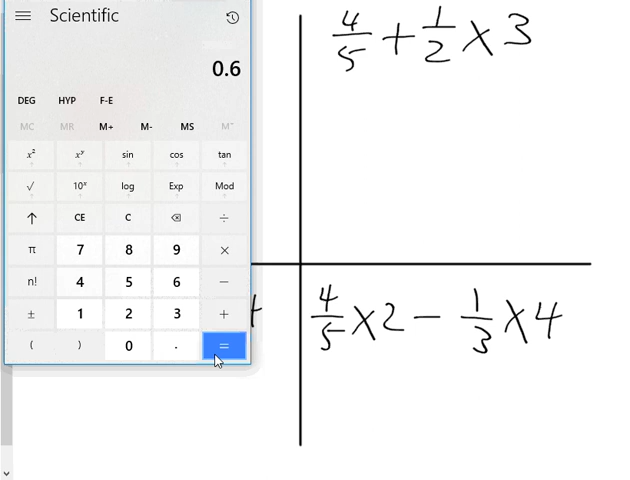 Scientific
0.6
DEG HYP F-E
MC MR M+ M- MS M˅
x² xʸ sin cos tan
√ 10ˣ log Exp Mod
↑ CE C ⌫ ÷
π 7 8 9 ×
n! 4 5 6 −
± 1 2 3 +
( ) 0 . =
4/5 + 1/2 × 3
4/5 × 2 − 1/3 × 4